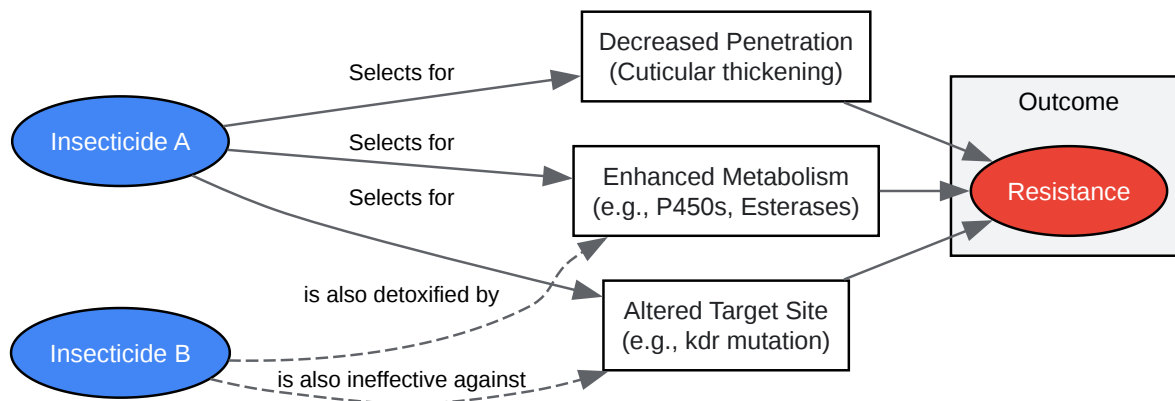 Decreased Penetration
(Cuticular thickening)
Selects for
Outcome
Insecticide A
Selects for
Enhanced Metabolism
(e.g., P450s, Esterases)
Resistance
Selects for
is also detoxified by
Altered Target Site
(e.g., kdr mutation)
Insecticide B
is also ineffective against